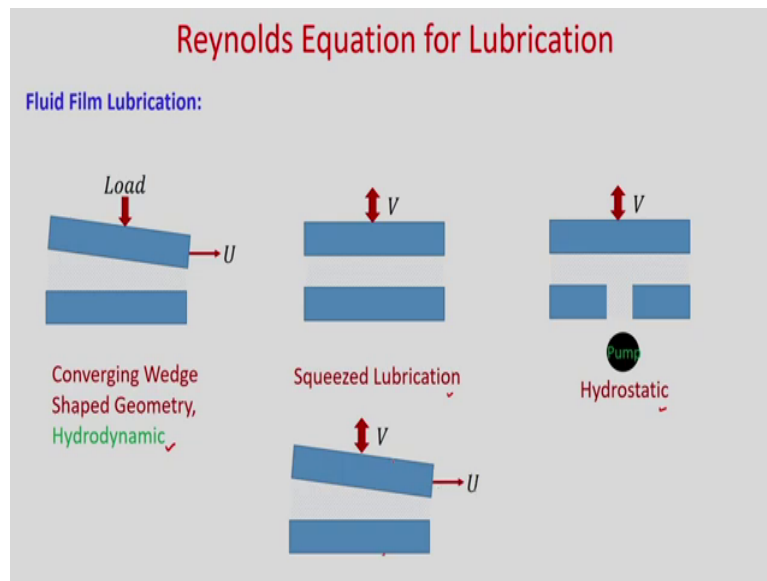 Reynolds Equation for Lubrication
Fluid Film Lubrication:
Load
U
V
V
Pump
Converging Wedge
Shaped Geometry,
Hydrodynamic
Squeezed Lubrication
Hydrostatic
V
U